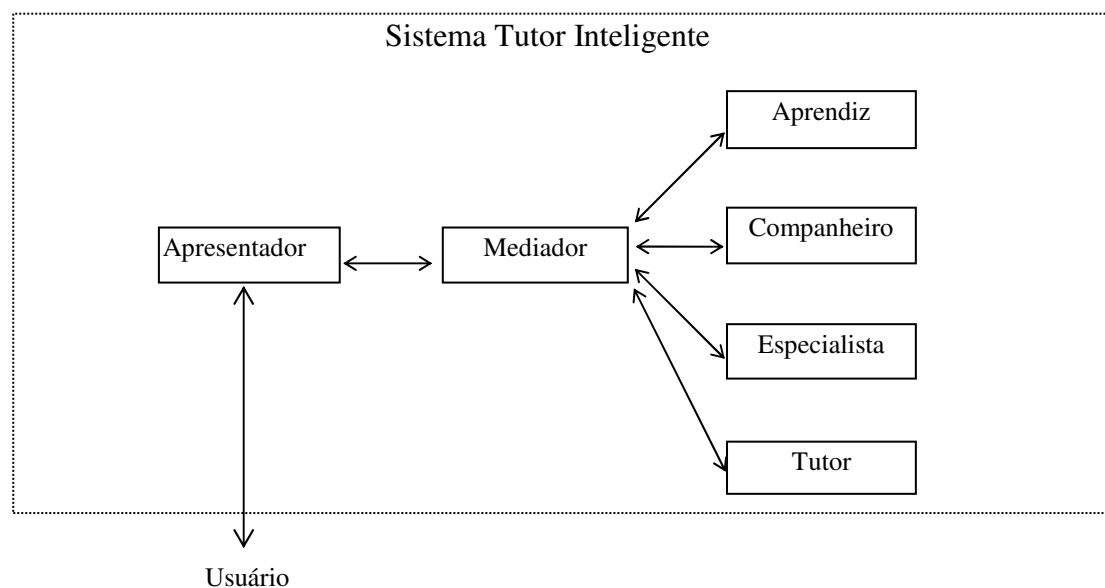 Sistema Tutor Inteligente
Aprendiz
Companheiro
Apresentador
Mediador
Especialista
Tutor
Usuário